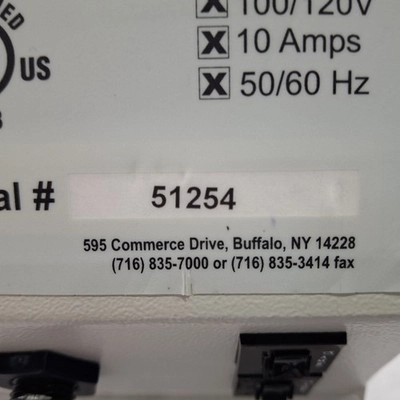 ☒ 100/120V
☒ 10 Amps
US
☒ 50/60 Hz
al # 51254
595 Commerce Drive, Buffalo, NY 14228
(716) 835-7000 or (716) 835-3414 fax